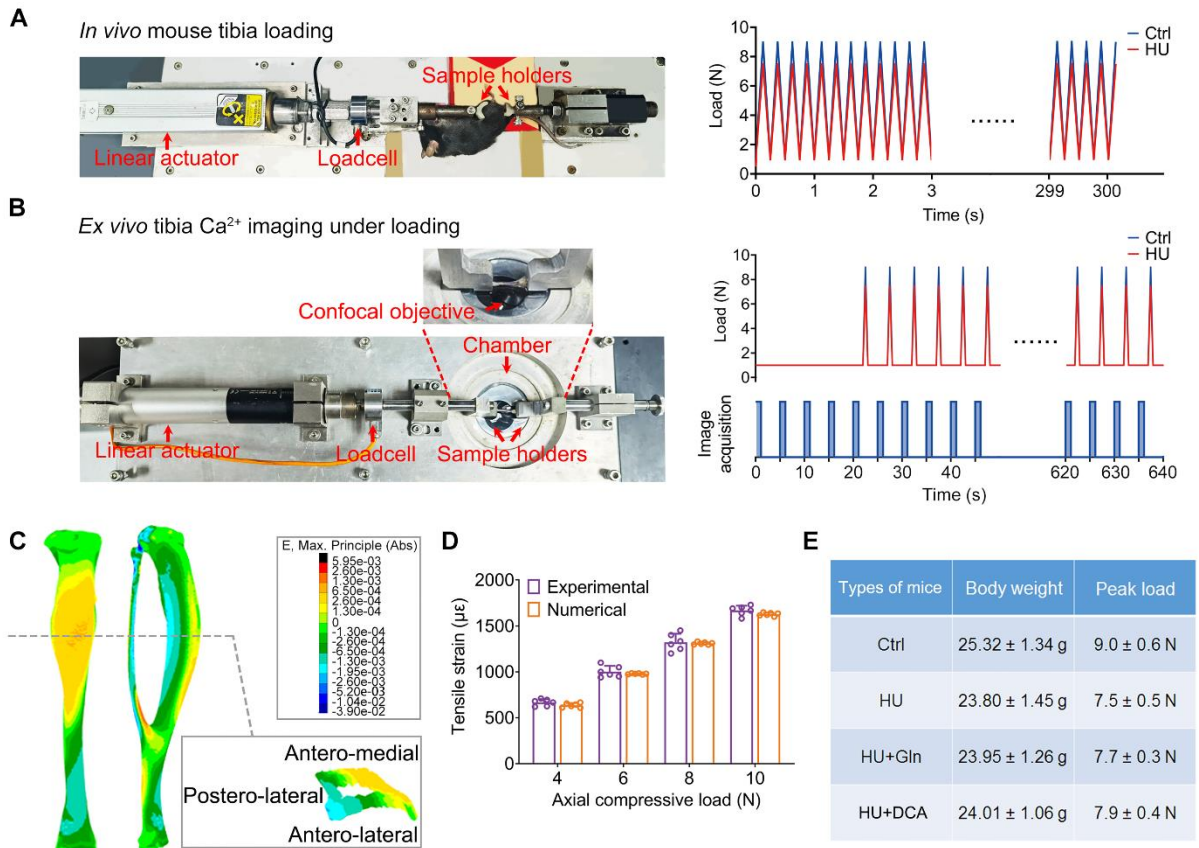 A
In vivo mouse tibia loading
Sample holders
Linear actuator
Loadcell
Load (N)
10
8
6
4
2
0
Ctrl
HU
......
0
1
2
3
299
300
Time (s)
B
Ex vivo tibia Ca²⁺ imaging under loading
Confocal objective
Chamber
Linear actuator
Loadcell
Sample holders
Load (N)
10
8
6
4
2
0
Ctrl
HU
......
Image
acquisition
0
10
20
30
40
620
630
640
Time (s)
C
E, Max. Principle (Abs)
5.95e-03
2.60e-03
1.30e-03
6.50e-04
1.30e-04
0
-1.30e-04
-6.50e-04
-1.30e-03
-1.95e-03
-2.60e-03
-5.20e-03
-1.04e-02
-3.90e-02
Antero-medial
Postero-lateral
Antero-lateral
D
Tensile strain (με)
2000
1500
1000
500
0
Experimental
Numerical
4
6
8
10
Axial compressive load (N)
E
Types of mice Body weight Peak load
Ctrl 25.32 ± 1.34 g 9.0 ± 0.6 N
HU 23.80 ± 1.45 g 7.5 ± 0.5 N
HU+Gln 23.95 ± 1.26 g 7.7 ± 0.3 N
HU+DCA 24.01 ± 1.06 g 7.9 ± 0.4 N